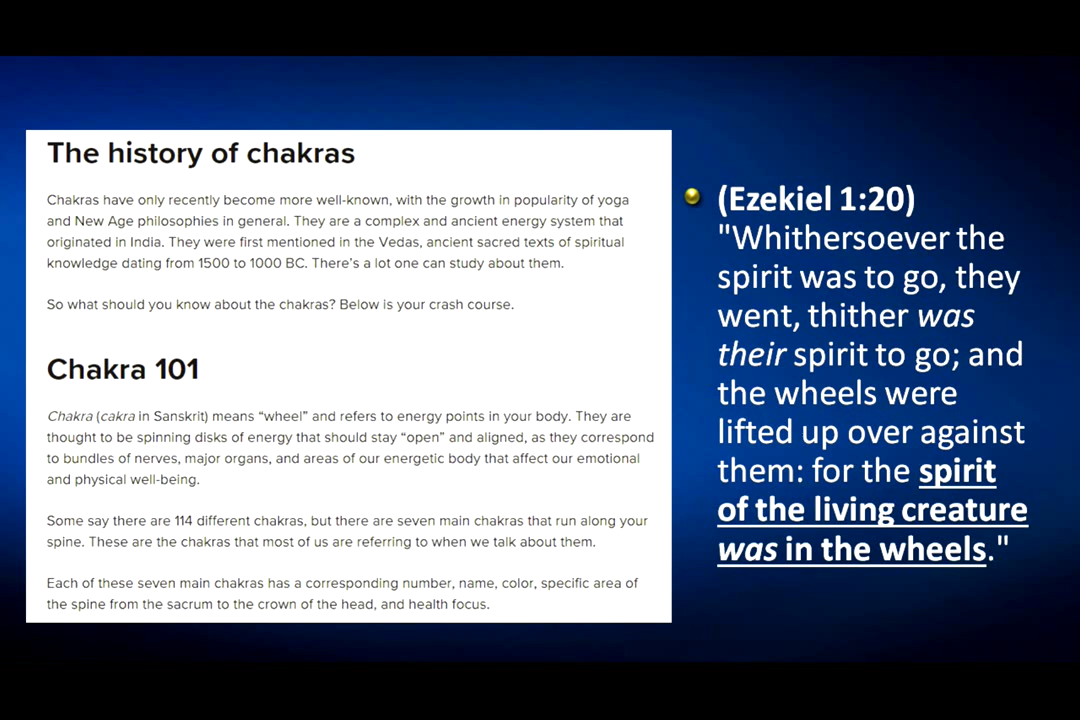 The history of chakras
Chakras have only recently become more well-known, with the growth in popularity of yoga
and New Age philosophies in general. They are a complex and ancient energy system that
originated in India. They were first mentioned in the Vedas, ancient sacred texts of spiritual
knowledge dating from 1500 to 1000 BC. There's a lot one can study about them.
So what should you know about the chakras? Below is your crash course.
Chakra 101
Chakra (cakra in Sanskrit) means “wheel” and refers to energy points in your body. They are
thought to be spinning disks of energy that should stay “open” and aligned, as they correspond
to bundles of nerves, major organs, and areas of our energetic body that affect our emotional
and physical well-being.
Some say there are 114 different chakras, but there are seven main chakras that run along your
spine. These are the chakras that most of us are referring to when we talk about them.
Each of these seven main chakras has a corresponding number, name, color, specific area of
the spine from the sacrum to the crown of the head, and health focus.
(Ezekiel 1:20)
"Whithersoever the
spirit was to go, they
went, thither was
their spirit to go; and
the wheels were
lifted up over against
them: for the spirit
of the living creature
was in the wheels."